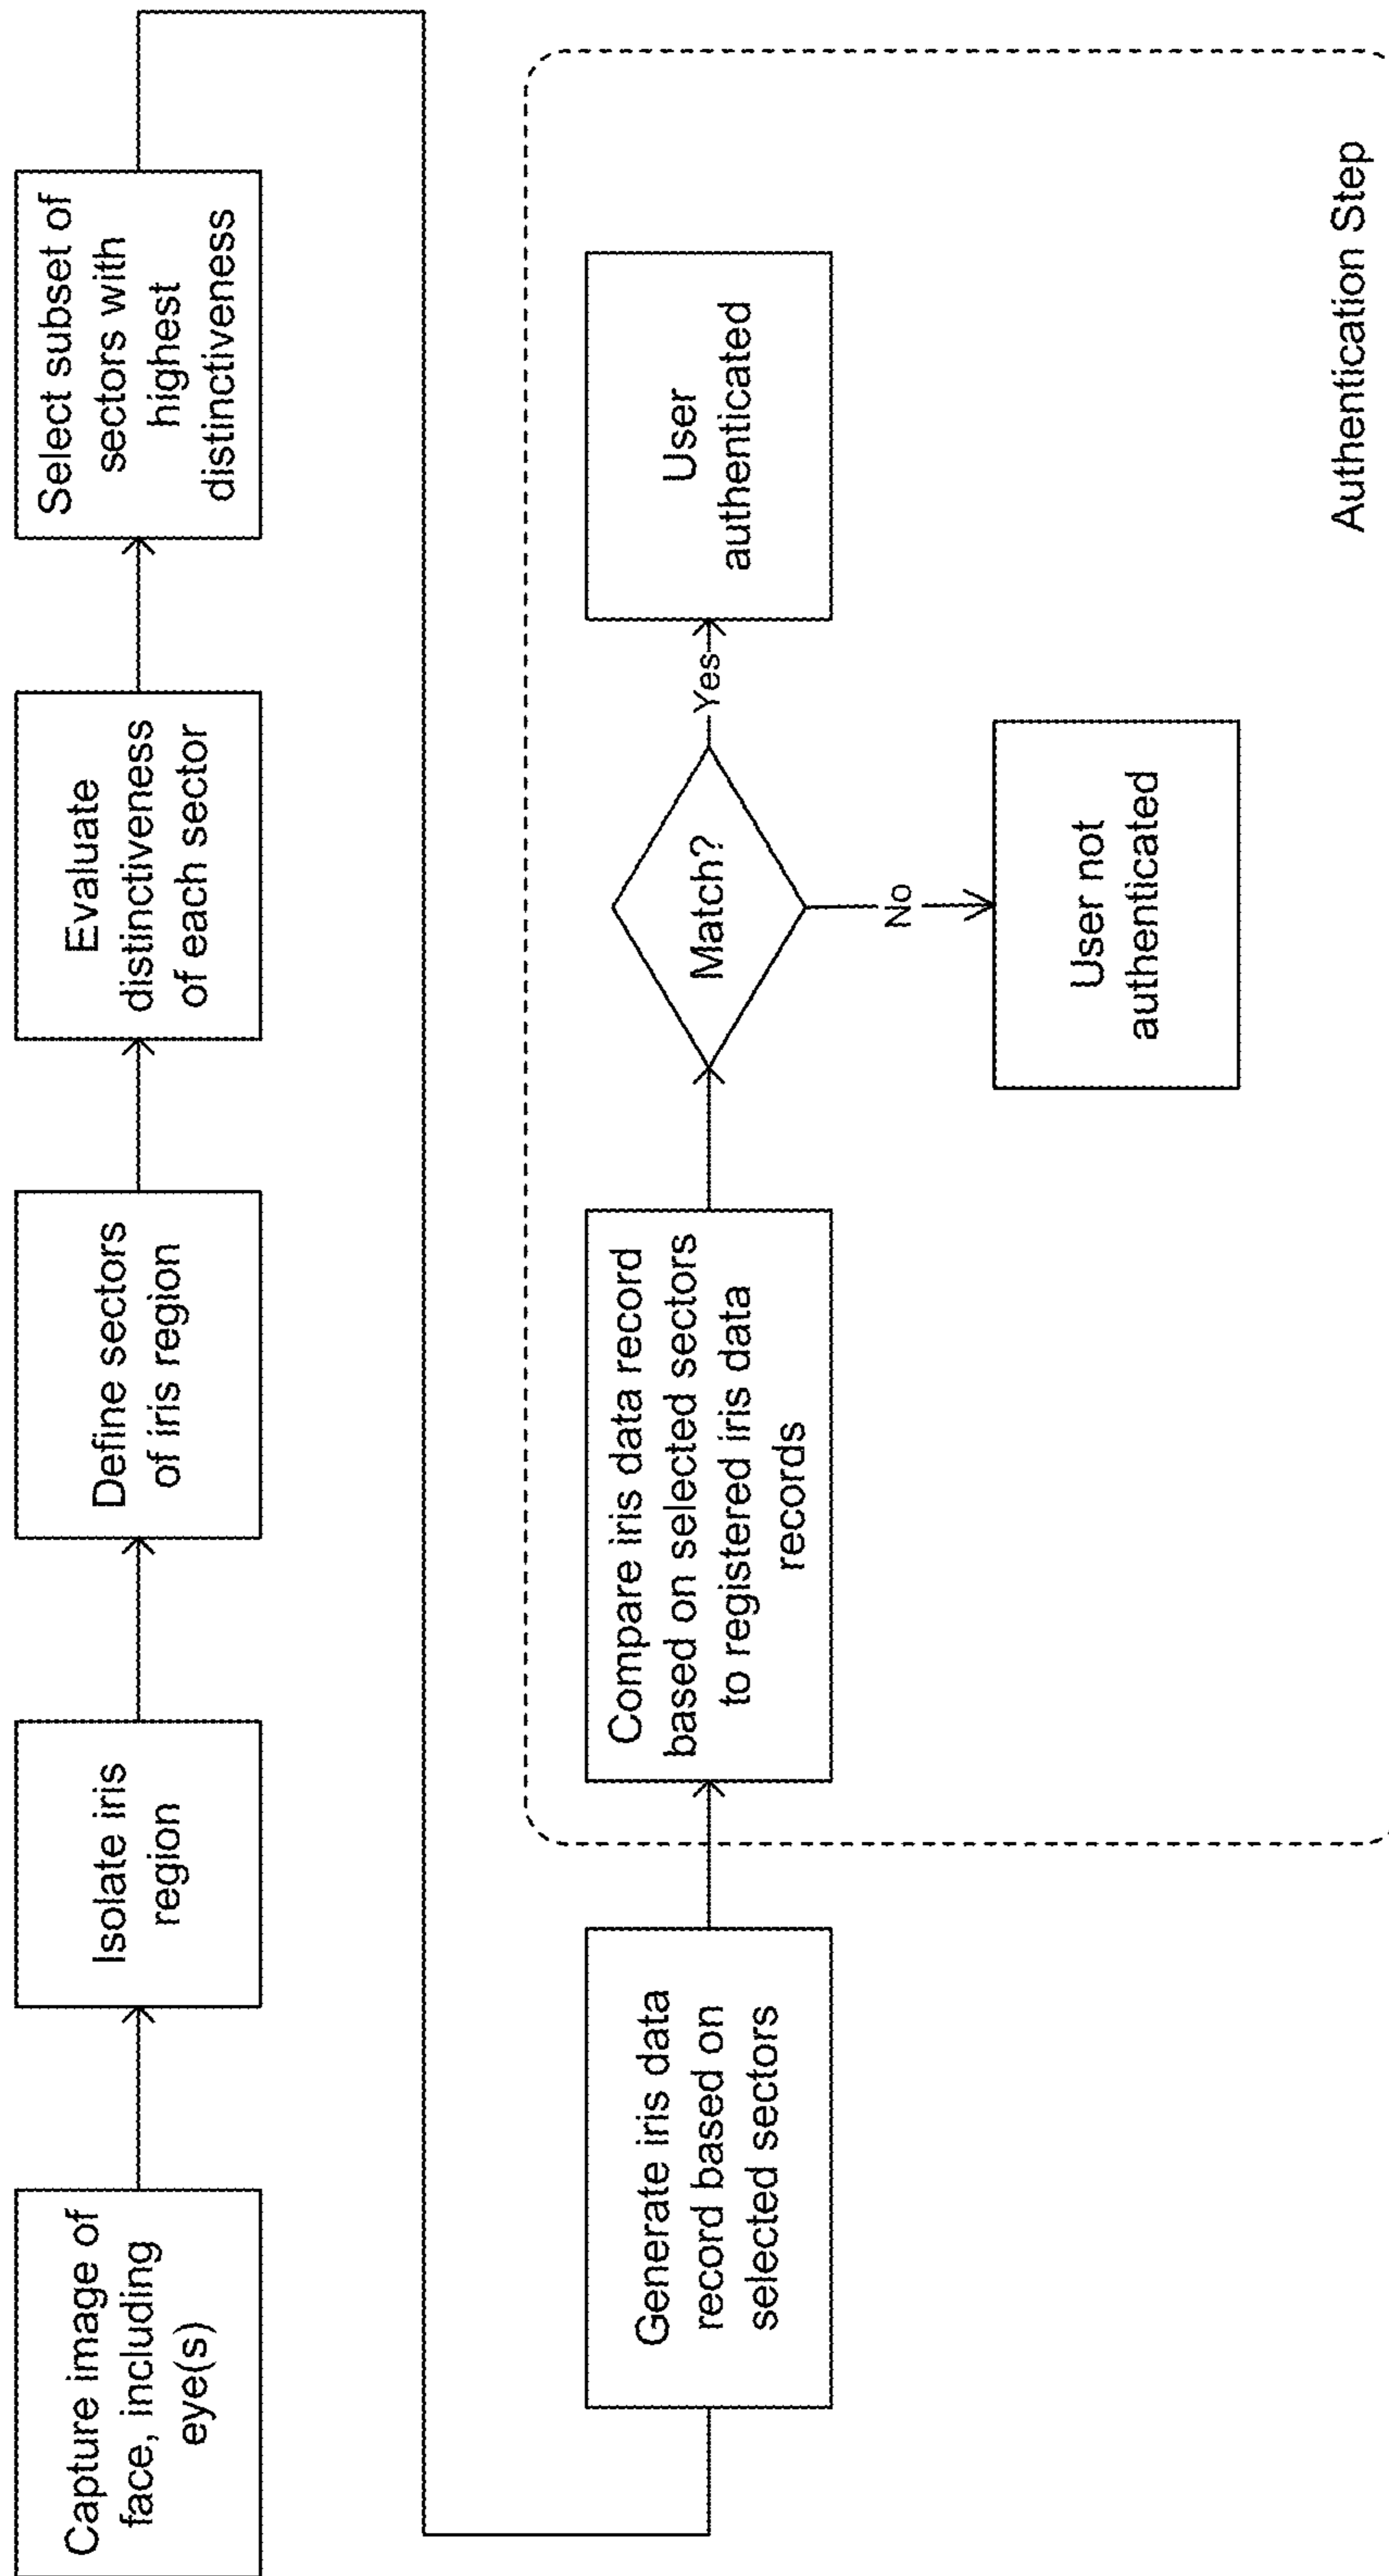 Capture image of
face, including
eye(s)
Isolate iris
region
Define sectors
of iris region
Evaluate
distinctiveness
of each sector
Select subset of
sectors with
highest
distinctiveness
Generate iris data
record based on
selected sectors
Compare iris data record
based on selected sectors
to registered iris data
records
Match?
Yes
User
authenticated
No
User not
authenticated
Authentication Step